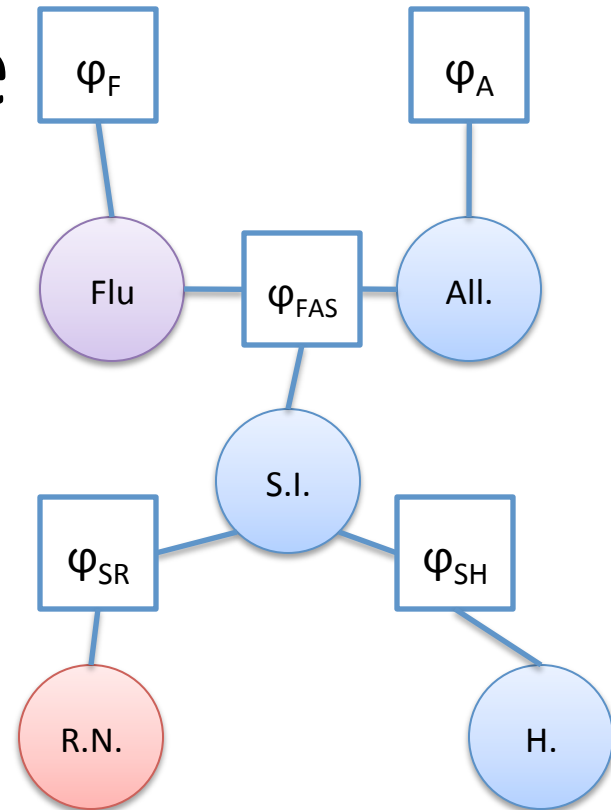 e
φF
φA
Flu
φFAS
All.
S.I.
φSR
φSH
R.N.
H.